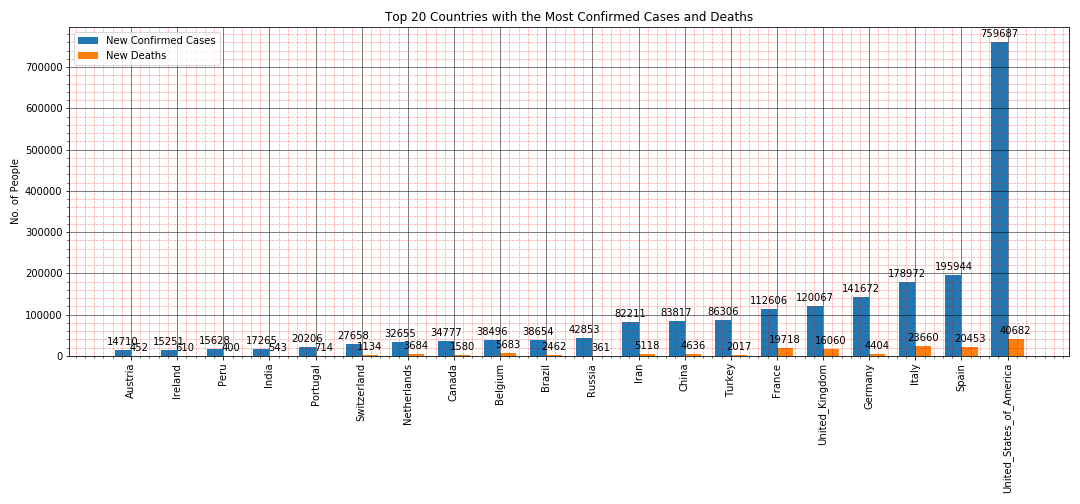 Top 20 Countries with the Most Confirmed Cases and Deaths
New Confirmed Cases
New Deaths
No. of People
700000
600000
500000
400000
300000
200000
100000
0
14710
452
15251
610
15628
400
17265
543
20206
714
27658
1134
32655
3684
34777
1580
38496
5683
38654
2462
42853
361
82211
5118
83817
4636
86306
2017
112606
19718
120067
16060
141672
4404
178972
23660
195944
20453
759687
40682
Austria
Ireland
Peru
India
Portugal
Switzerland
Netherlands
Canada
Belgium
Brazil
Russia
Iran
China
Turkey
France
United_Kingdom
Germany
Italy
Spain
United_States_of_America